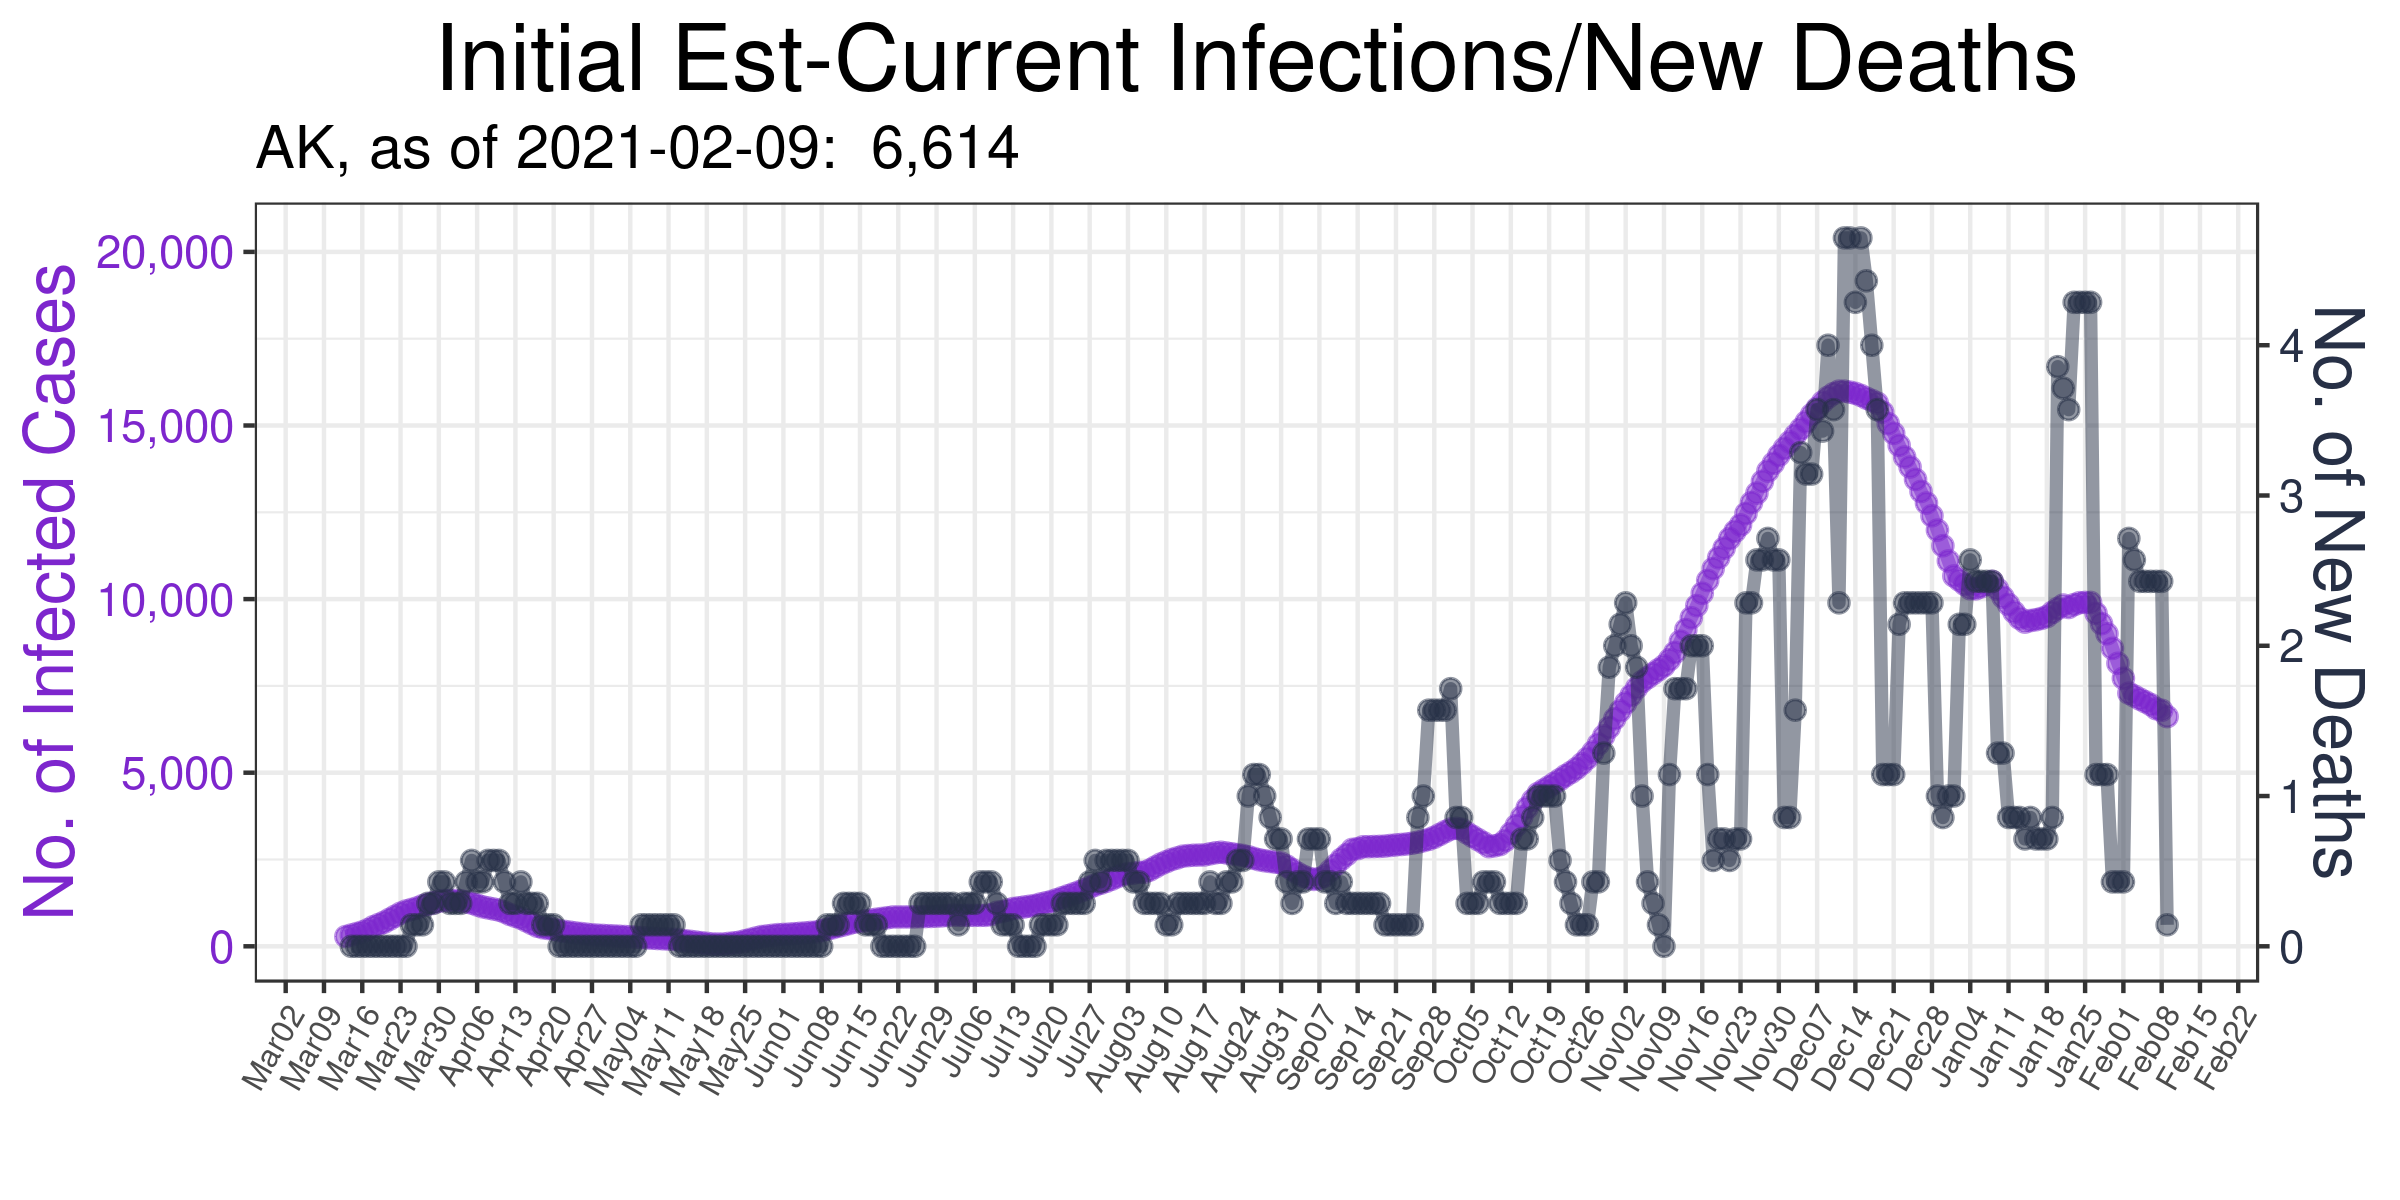 Initial Est-Current Infections/New Deaths
AK, as of 2021-02-09:  6,614
No. of Infected Cases
20,000
15,000
10,000
5,000
0
No. of New Deaths
4
3
2
1
0
Mar02 Mar09 Mar16 Mar23 Mar30 Apr06 Apr13 Apr20 Apr27 May04 May11 May18 May25 Jun01 Jun08 Jun15 Jun22 Jun29 Jul06 Jul13 Jul20 Jul27 Aug03 Aug10 Aug17 Aug24 Aug31 Sep07 Sep14 Sep21 Sep28 Oct05 Oct12 Oct19 Oct26 Nov02 Nov09 Nov16 Nov23 Nov30 Dec07 Dec14 Dec21 Dec28 Jan04 Jan11 Jan18 Jan25 Feb01 Feb08 Feb15 Feb22